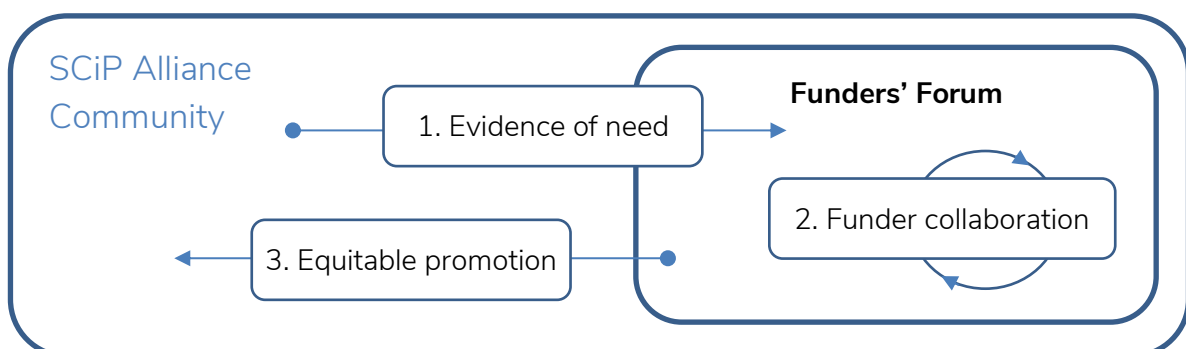 SCiP Alliance
Community
Funders’ Forum
1. Evidence of need
2. Funder collaboration
3. Equitable promotion